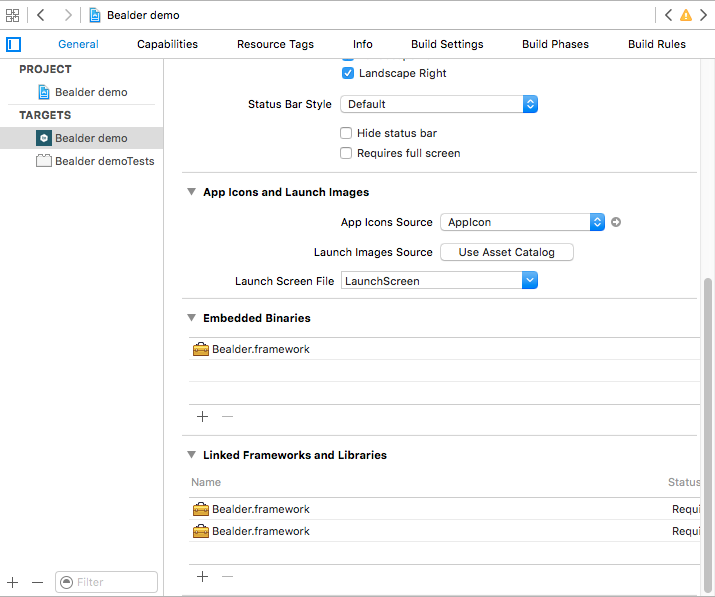 Bealder demo
General Capabilities Resource Tags Info Build Settings Build Phases Build Rules
PROJECT
Bealder demo
TARGETS
Bealder demo
Bealder demoTests
Landscape Right
Status Bar Style Default
Hide status bar
Requires full screen
App Icons and Launch Images
App Icons Source AppIcon
Launch Images Source Use Asset Catalog
Launch Screen File LaunchScreen
Embedded Binaries
Bealder.framework
Linked Frameworks and Libraries
Name Status
Bealder.framework Requi
Bealder.framework Requi
Filter